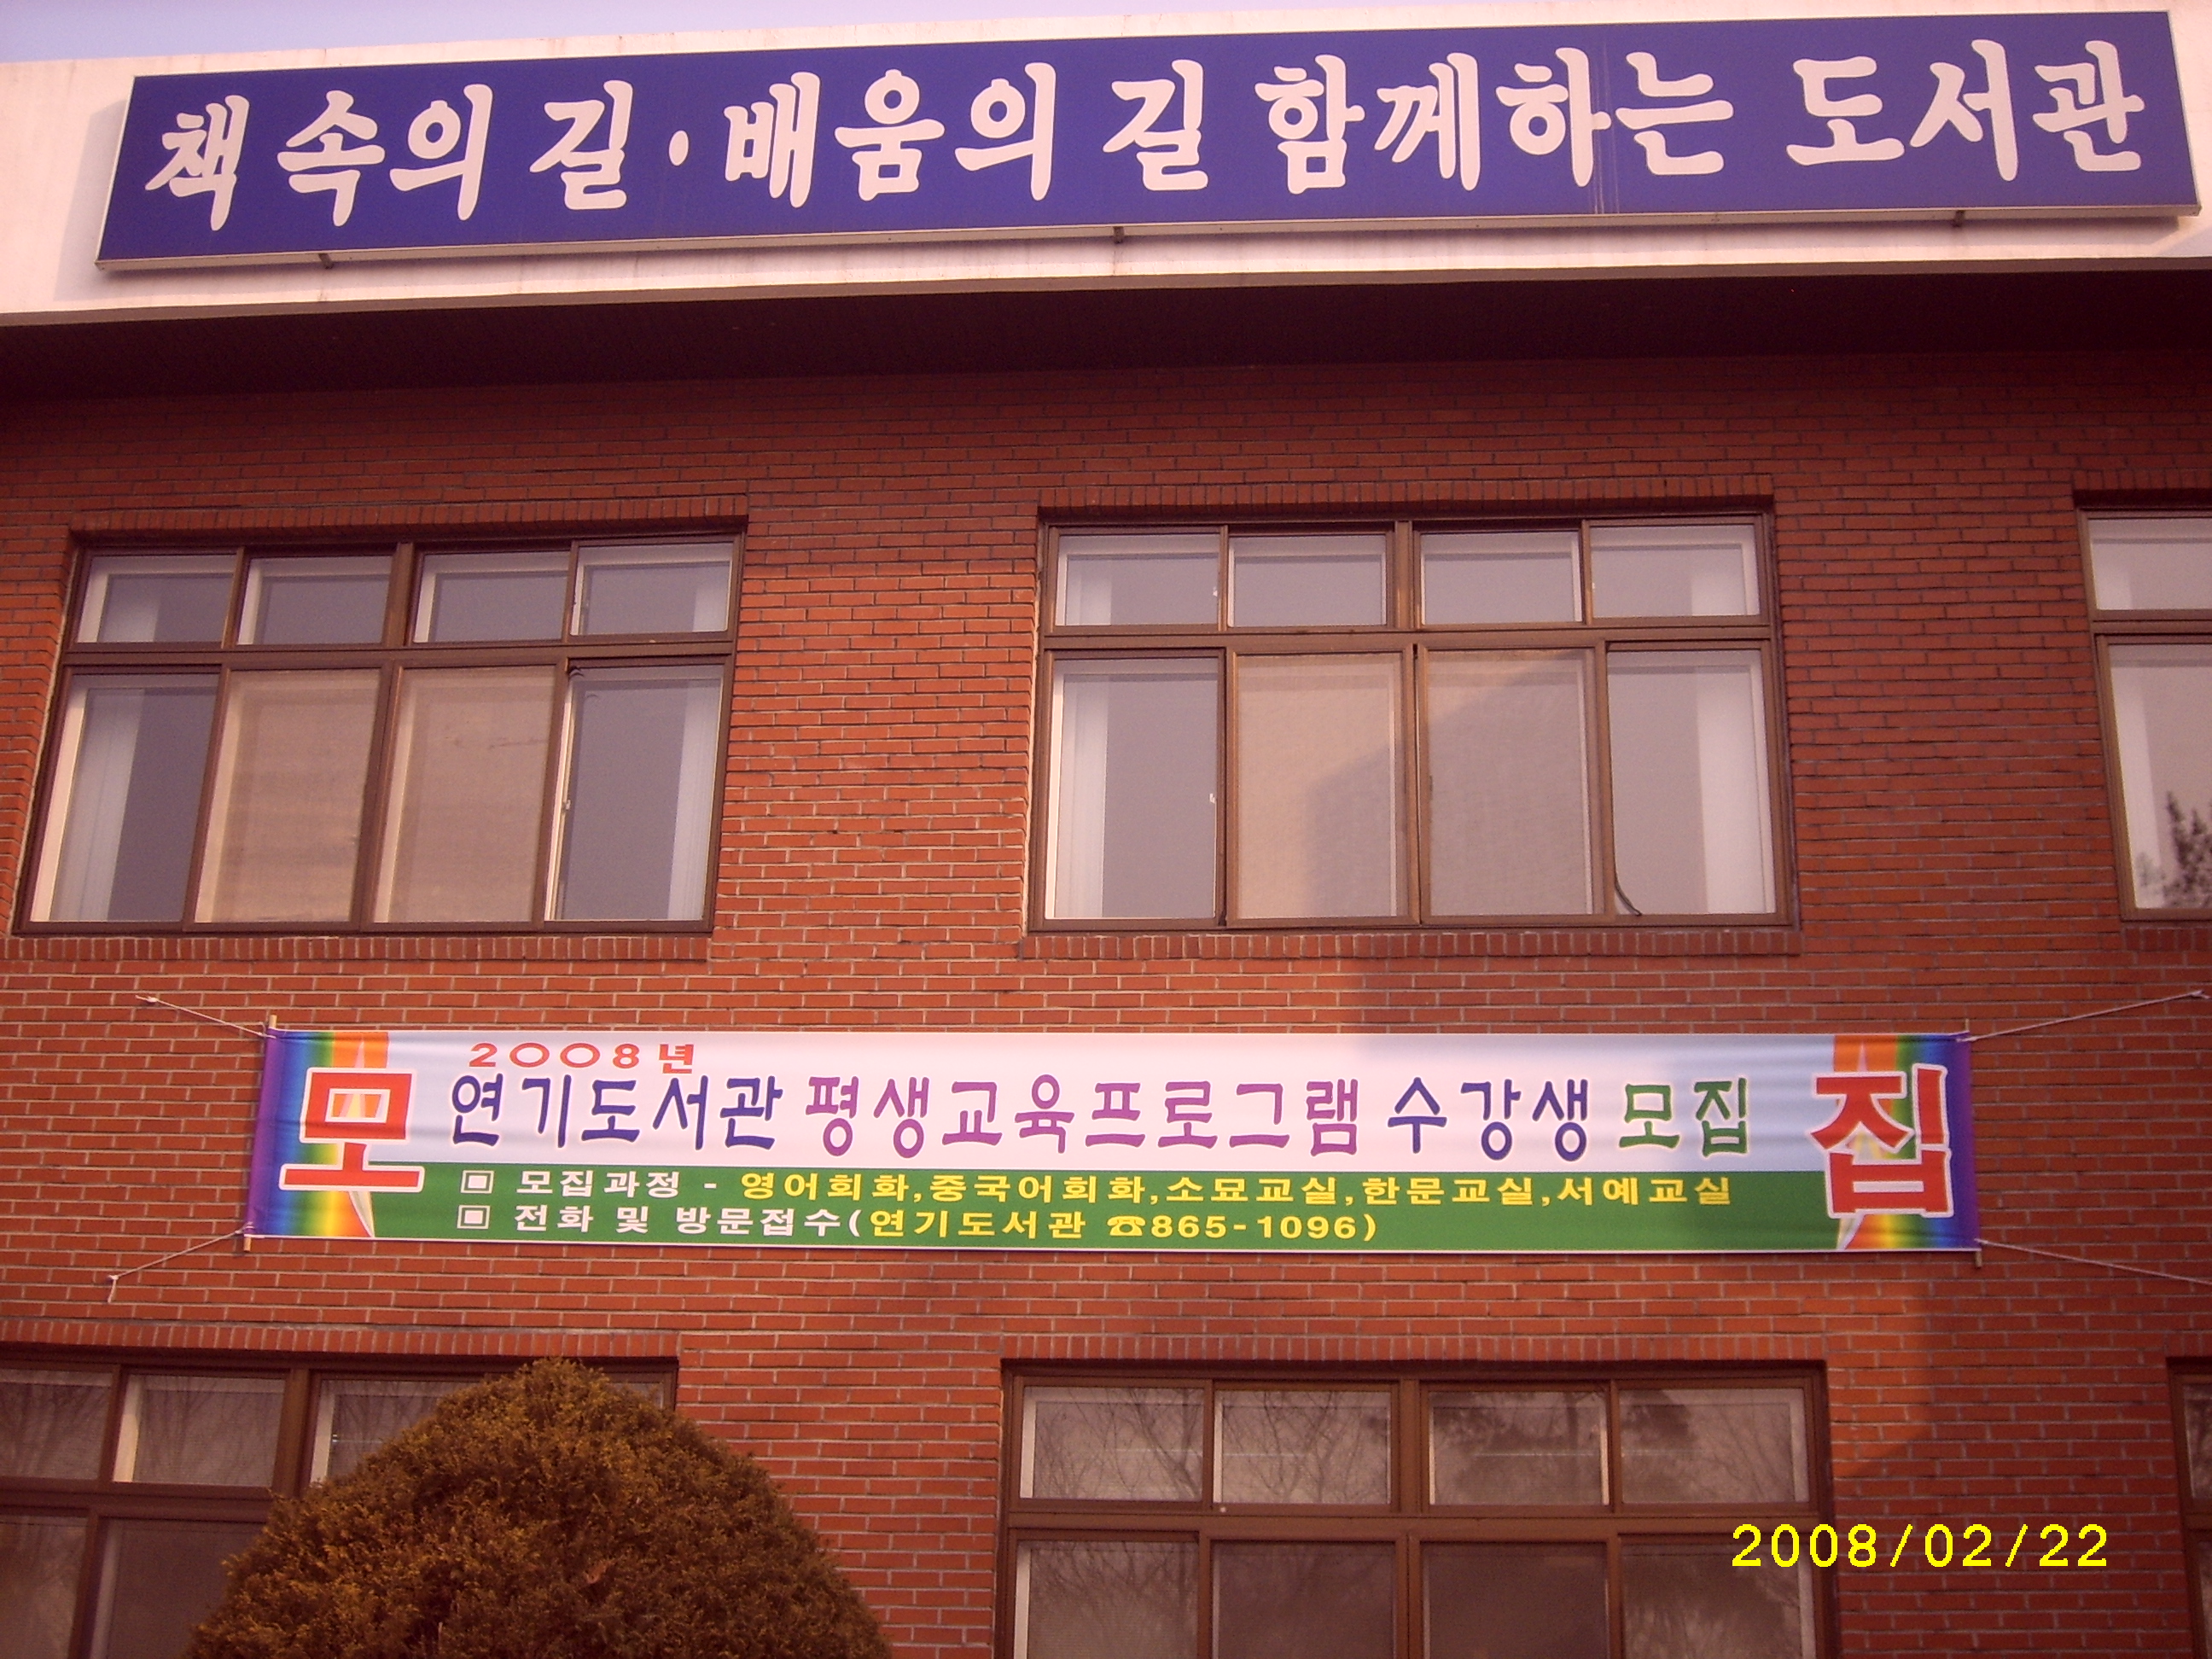 책 속의 길 · 배움의 길 함께하는 도서관
2008년
모 연기도서관 평생교육프로그램 수강생 모집 집
▣ 모집과정 - 영어회화,중국어회화,소묘교실,한문교실,서예교실
▣ 전화 및 방문접수(연기도서관 ☎865-1096)
2008/02/22